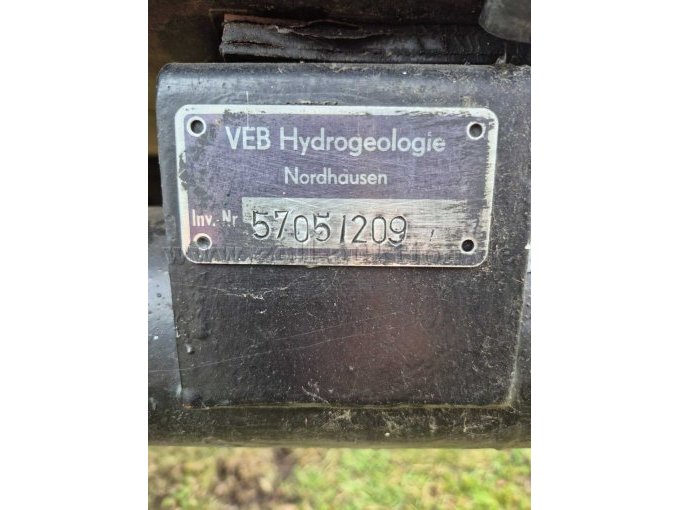 VEB Hydrogeologie
Nordhausen
Inv. Nr 5705/209